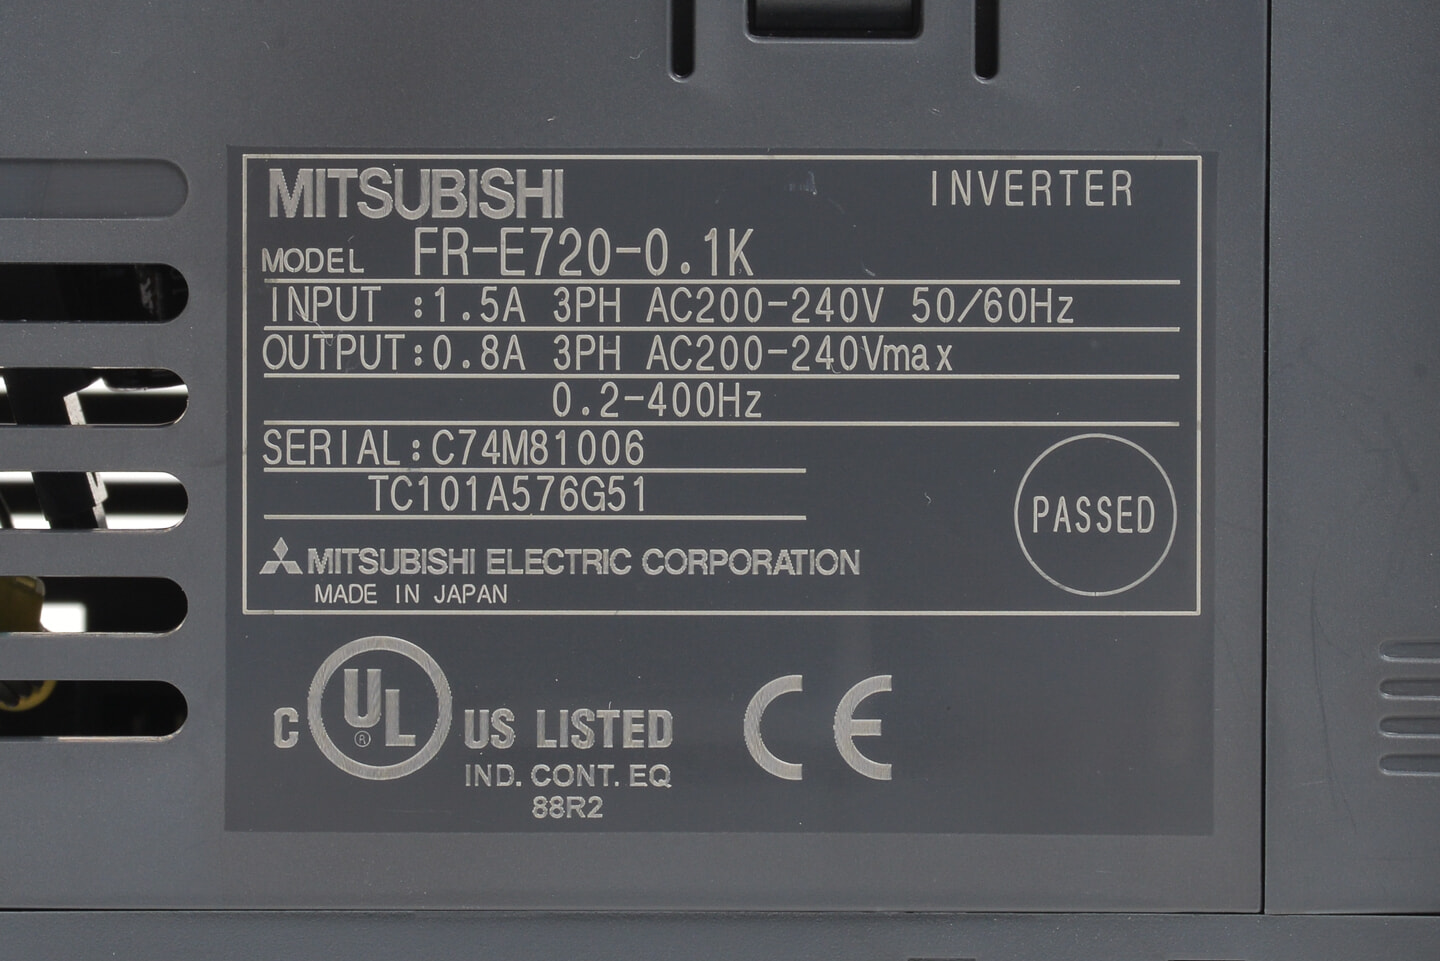 MITSUBISHI INVERTER
MODEL FR-E720-0.1K
INPUT :1.5A 3PH AC200-240V 50/60Hz
OUTPUT:0.8A 3PH AC200-240Vmax
0.2-400Hz
SERIAL:C74M81006
TC101A576G51
PASSED
MITSUBISHI ELECTRIC CORPORATION
MADE IN JAPAN
C UL ® US LISTED
IND. CONT. EQ
88R2
CE